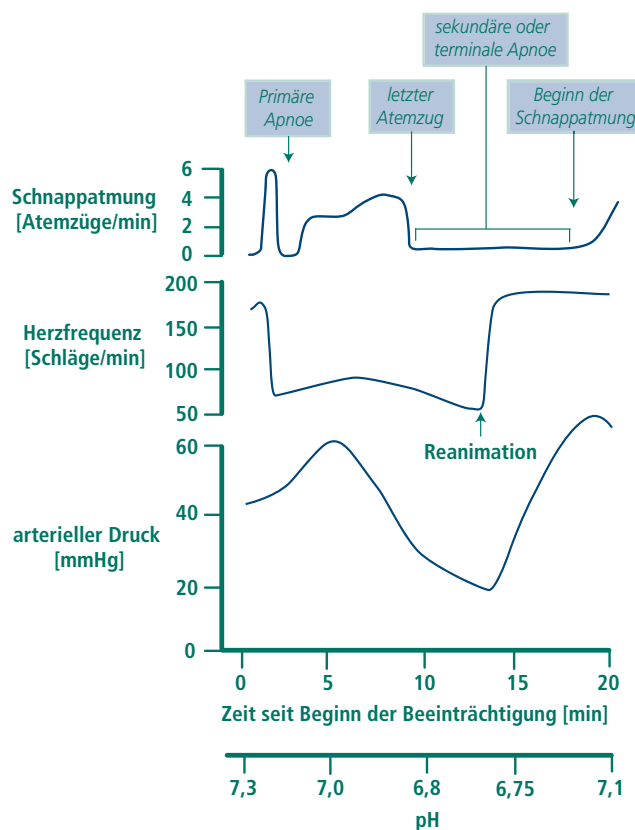 sekundäre oder
terminale Apnoe
Primäre
Apnoe
letzter
Atemzug
Beginn der
Schnappatmung
Schnappatmung
[Atemzüge/min]
6
4
2
0
Herzfrequenz
[Schläge/min]
200
150
100
50
Reanimation
arterieller Druck
[mmHg]
60
40
20
0
0 5 10 15 20
Zeit seit Beginn der Beeinträchtigung [min]
7,3 7,0 6,8 6,75 7,1
pH